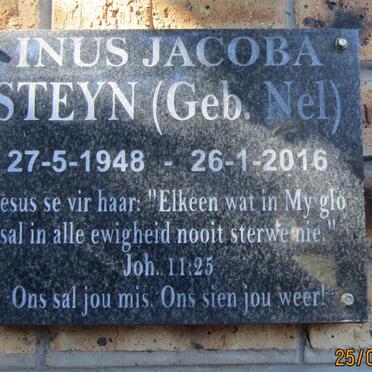 INUS JACOBA
STEYN (Geb. Nel)
27-5-1948 - 26-1-2016
esus se vir haar: "Elkeen wat in My glo
sal in alle ewigheid nooit sterwe nie."
Joh. 11:25
Ons sal jou mis. Ons sien jou weer!
25/0